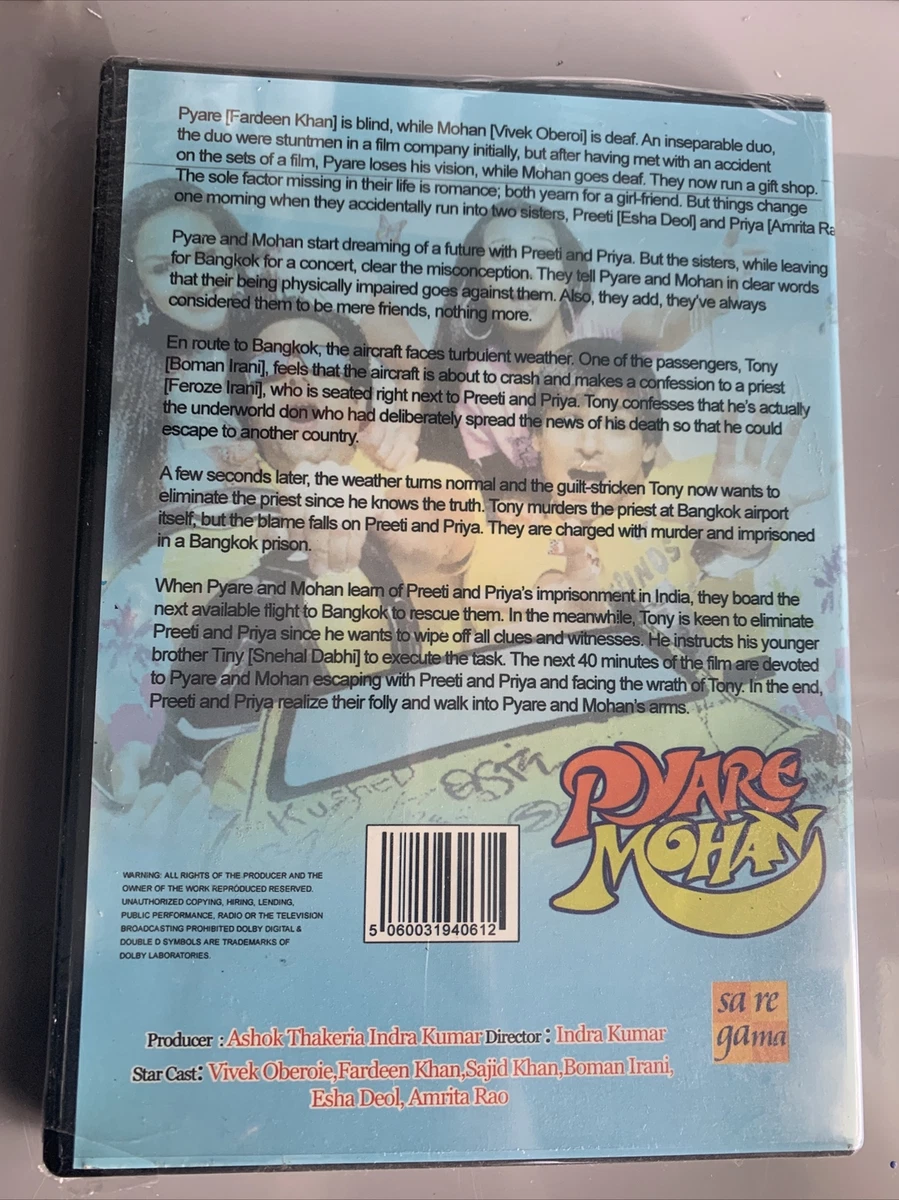 Pyare [Fardeen Khan] is blind, while Mohan [Vivek Oberoi] is deaf. An inseparable duo,
the duo were stuntmen in a film company initially, but after having met with an accident
on the sets of a film, Pyare loses his vision, while Mohan goes deaf. They now run a gift shop.
The sole factor missing in their life is romance; both yearn for a girl-friend. But things change
one morning when they accidentally run into two sisters, Preeti [Esha Deol] and Priya [Amrita Ra
Pyare and Mohan start dreaming of a future with Preeti and Priya. But the sisters, while leaving
for Bangkok for a concert, clear the misconception. They tell Pyare and Mohan in clear words
that their being physically impaired goes against them. Also, they add, they've always
considered them to be mere friends, nothing more.
En route to Bangkok, the aircraft faces turbulent weather. One of the passengers, Tony
[Boman Irani], feels that the aircraft is about to crash and makes a confession to a priest
[Feroze Irani], who is seated right next to Preeti and Priya. Tony confesses that he's actually
the underworld don who had deliberately spread the news of his death so that he could
escape to another country.
A few seconds later, the weather turns normal and the guilt-stricken Tony now wants to
eliminate the priest since he knows the truth. Tony murders the priest at Bangkok airport
itself, but the blame falls on Preeti and Priya. They are charged with murder and imprisoned
in a Bangkok prison.
When Pyare and Mohan learn of Preeti and Priya's imprisonment in India, they board the
next available flight to Bangkok to rescue them. In the meanwhile, Tony is keen to eliminate
Preeti and Priya since he wants to wipe off all clues and witnesses. He instructs his younger
brother Tiny [Snehal Dabhi] to execute the task. The next 40 minutes of the film are devoted
to Pyare and Mohan escaping with Preeti and Priya and facing the wrath of Tony. In the end,
Preeti and Priya realize their folly and walk into Pyare and Mohan's arms.
PYARE
MOHAN
WARNING: ALL RIGHTS OF THE PRODUCER AND THE
OWNER OF THE WORK REPRODUCED RESERVED.
UNAUTHORIZED COPYING, HIRING, LENDING,
PUBLIC PERFORMANCE, RADIO OR THE TELEVISION
BROADCASTING PROHIBITED DOLBY DIGITAL &
DOUBLE D SYMBOLS ARE TRADEMARKS OF
DOLBY LABORATORIES.
5 060031940612
sa re
gama
Producer : Ashok Thakeria Indra Kumar Director : Indra Kumar
Star Cast: Vivek Oberoie,Fardeen Khan,Sajid Khan,Boman Irani,
Esha Deol, Amrita Rao